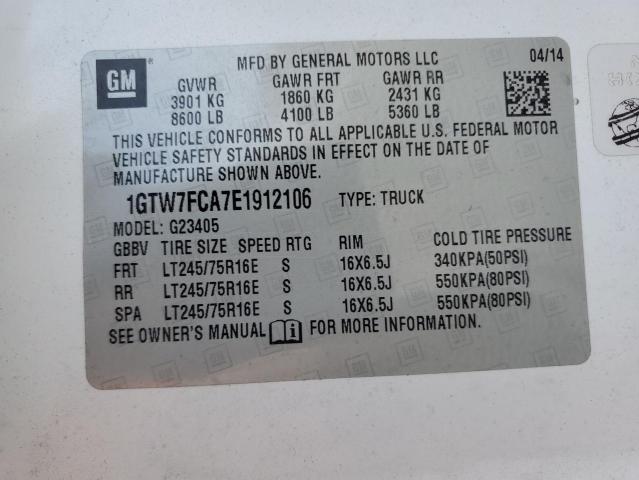 GM
MFD BY GENERAL MOTORS LLC 04/14
GVWR GAWR FRT GAWR RR
3901 KG 1860 KG 2431 KG
8600 LB 4100 LB 5360 LB
THIS VEHICLE CONFORMS TO ALL APPLICABLE U.S. FEDERAL MOTOR
VEHICLE SAFETY STANDARDS IN EFFECT ON THE DATE OF
MANUFACTURE SHOWN ABOVE.
1GTW7FCA7E1912106 TYPE: TRUCK
MODEL: G23405
GBBV TIRE SIZE SPEED RTG RIM COLD TIRE PRESSURE
FRT LT245/75R16E S 16X6.5J 340KPA(50PSI)
RR LT245/75R16E S 16X6.5J 550KPA(80PSI)
SPA LT245/75R16E S 16X6.5J 550KPA(80PSI)
SEE OWNER'S MANUAL FOR MORE INFORMATION.